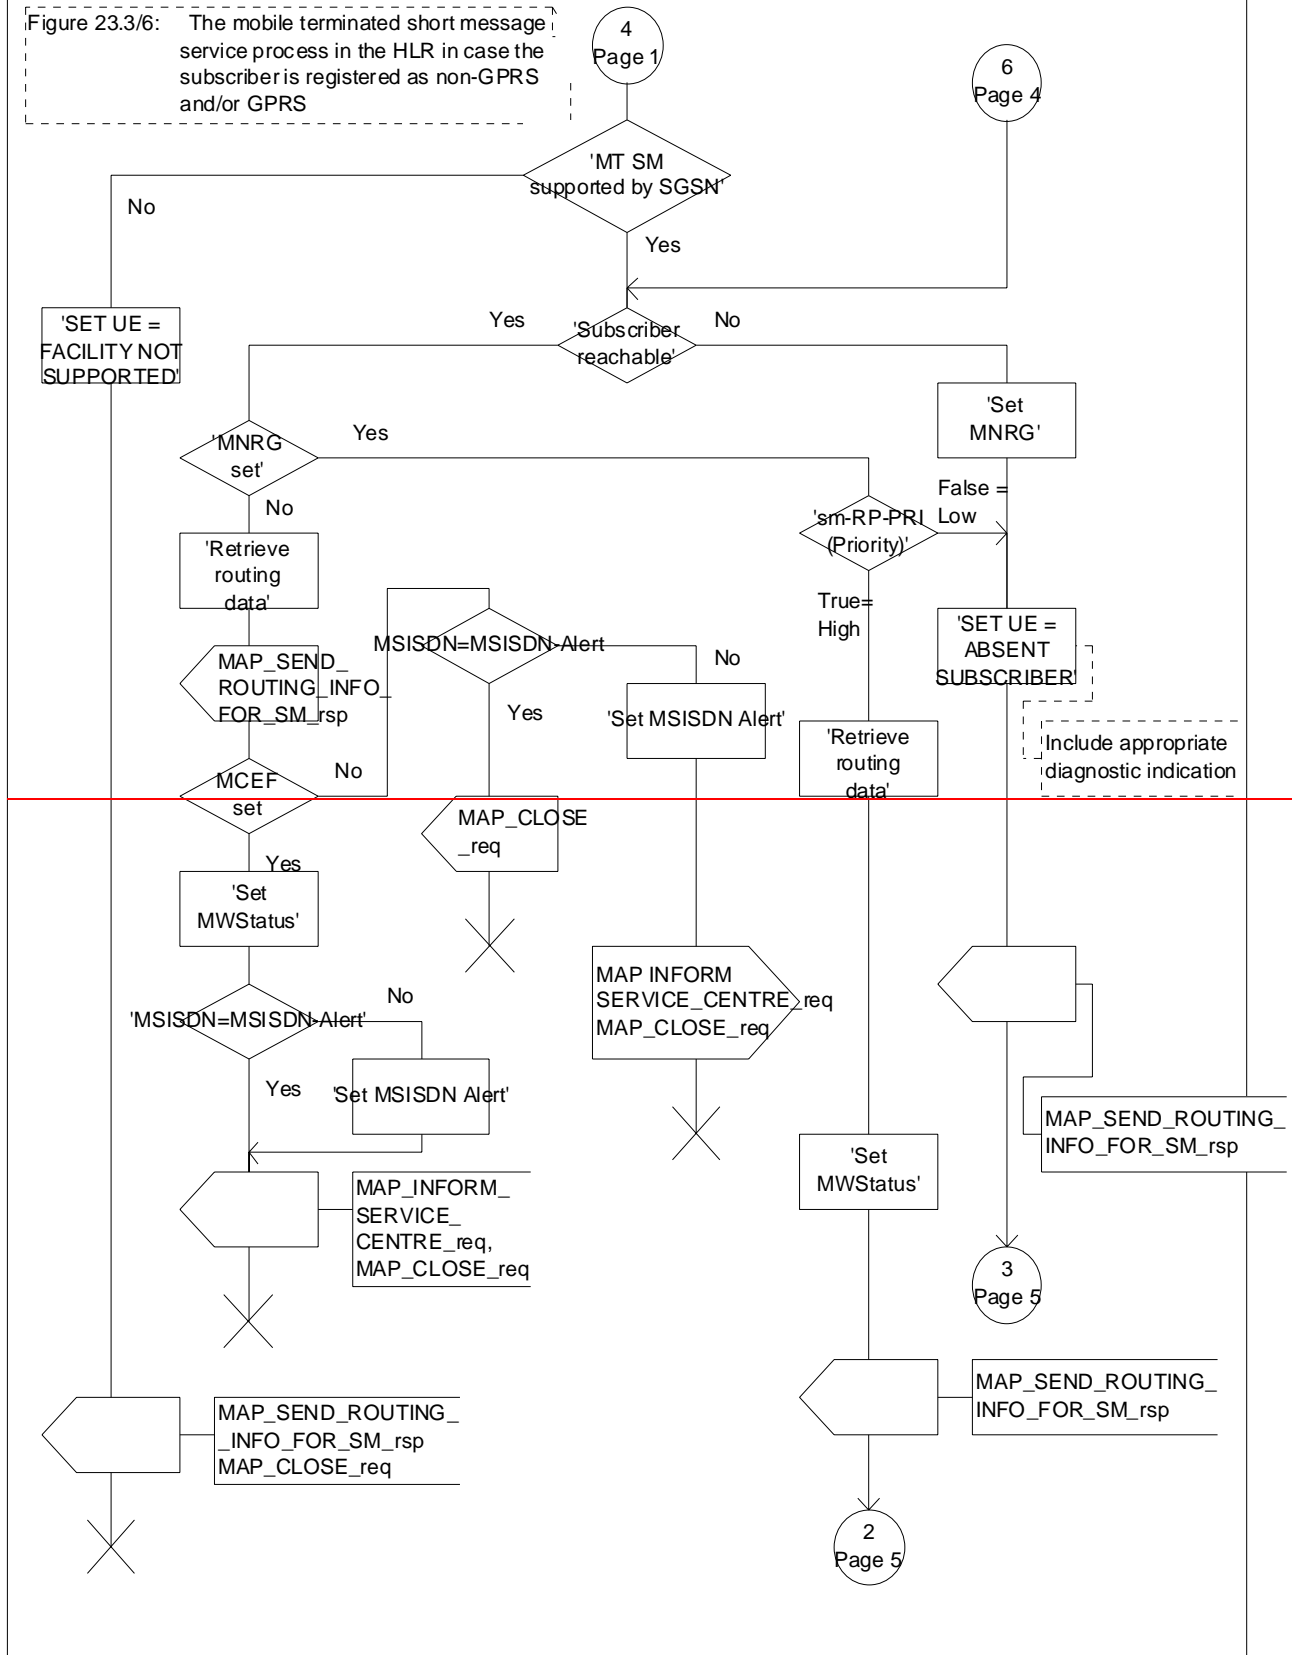 Figure 23.3/6: The mobile terminated short message
service process in the HLR in case the
subscriber is registered as non-GPRS
and/or GPRS
4
Page 1
6
Page 4
'MT SM
supported by SGSN'
No
Yes
'SET UE =
FACILITY NOT
SUPPORTED'
Yes
'Subscriber
reachable'
No
'Set
MNRG'
'MNRG
set'
Yes
No
'sm-RP-PRI
(Priority)'
False =
Low
True=
High
'Retrieve
routing
data'
MAP_SEND_
ROUTING_INFO_
FOR_SM_rsp
MSISDN=MSISDN-Alert
No
Yes
'Set MSISDN Alert'
'SET UE =
ABSENT
SUBSCRIBER'
Include appropriate
diagnostic indication
'Retrieve
routing
data'
MCEF
set
No
Yes
MAP_CLOSE
_req
'Set
MWStatus'
MAP INFORM
SERVICE_CENTRE_req
MAP_CLOSE_req
'MSISDN=MSISDN-Alert'
No
Yes
'Set MSISDN Alert'
MAP_SEND_ROUTING_
INFO_FOR_SM_rsp
'Set
MWStatus'
MAP_INFORM_
SERVICE_
CENTRE_req,
MAP_CLOSE_req
3
Page 5
MAP_SEND_ROUTING_
INFO_FOR_SM_rsp
MAP_SEND_ROUTING_
_INFO_FOR_SM_rsp
MAP_CLOSE_req
2
Page 5